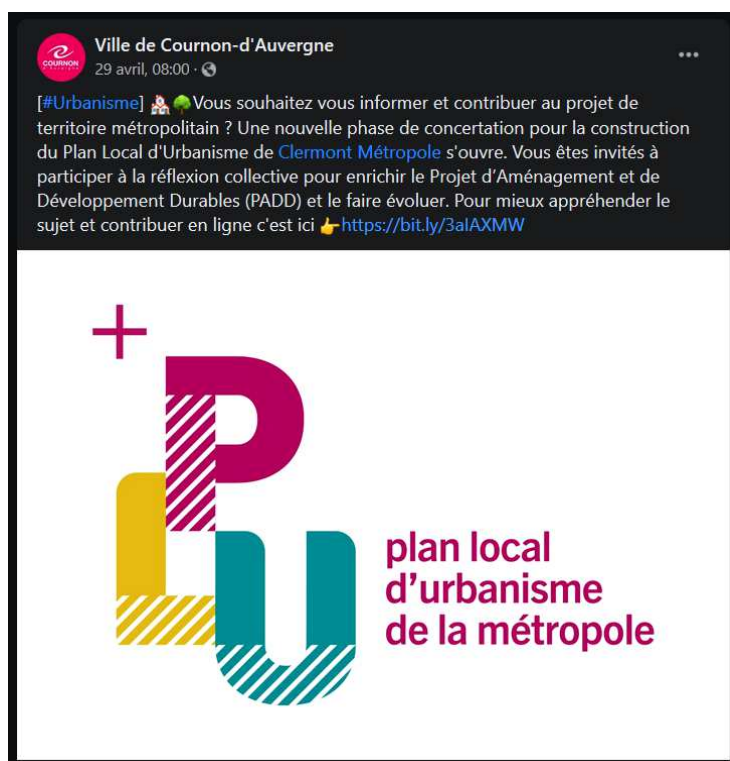 Ville de Cournon-d'Auvergne
COURNON
29 avril, 08:00 ·
[#Urbanisme] Vous souhaitez vous informer et contribuer au projet de
territoire métropolitain ? Une nouvelle phase de concertation pour la construction
du Plan Local d'Urbanisme de Clermont Métropole s'ouvre. Vous êtes invités à
participer à la réflexion collective pour enrichir le Projet d’Aménagement et de
Développement Durables (PADD) et le faire évoluer. Pour mieux appréhender le
sujet et contribuer en ligne c'est ici 👉https://bit.ly/3aIAXMW
+
PLU
plan local
d’urbanisme
de la métropole